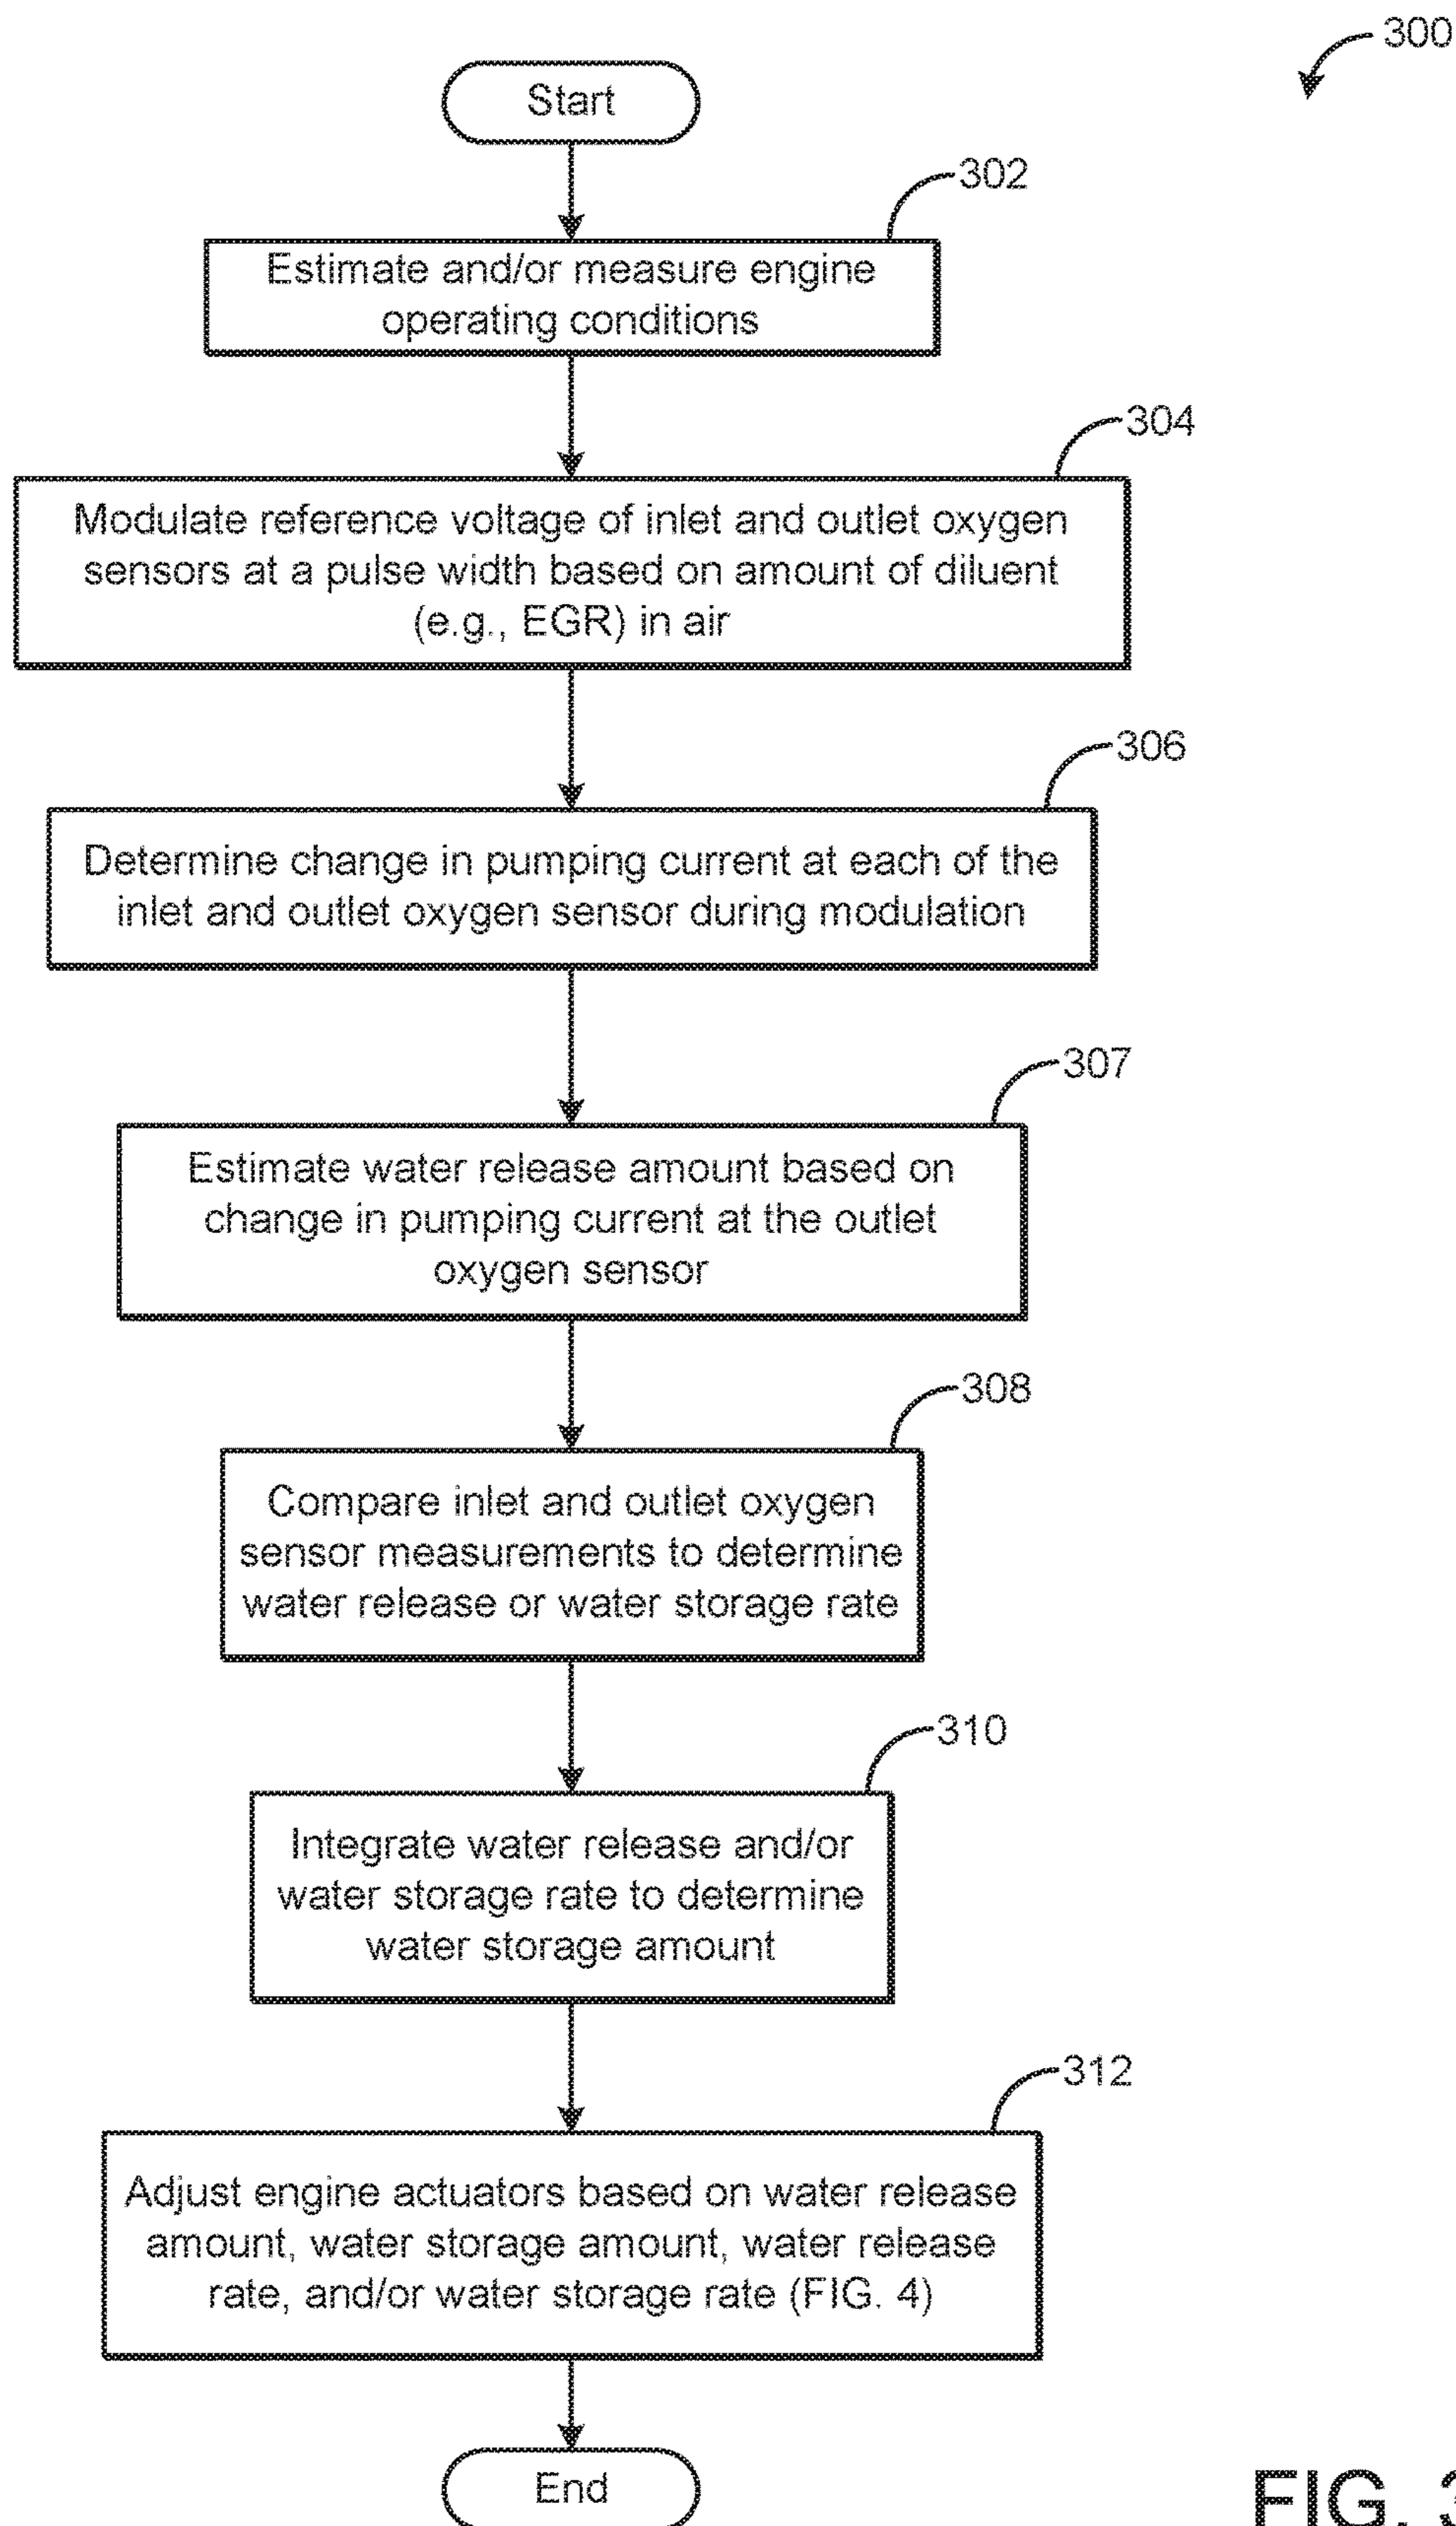 300
Start
302
Estimate and/or measure engine
operating conditions
304
Modulate reference voltage of inlet and outlet oxygen
sensors at a pulse width based on amount of diluent
(e.g., EGR) in air
306
Determine change in pumping current at each of the
inlet and outlet oxygen sensor during modulation
307
Estimate water release amount based on
change in pumping current at the outlet
oxygen sensor
308
Compare inlet and outlet oxygen
sensor measurements to determine
water release or water storage rate
310
Integrate water release and/or
water storage rate to determine
water storage amount
312
Adjust engine actuators based on water release
amount, water storage amount, water release
rate, and/or water storage rate (FIG. 4)
End
FIG. 3